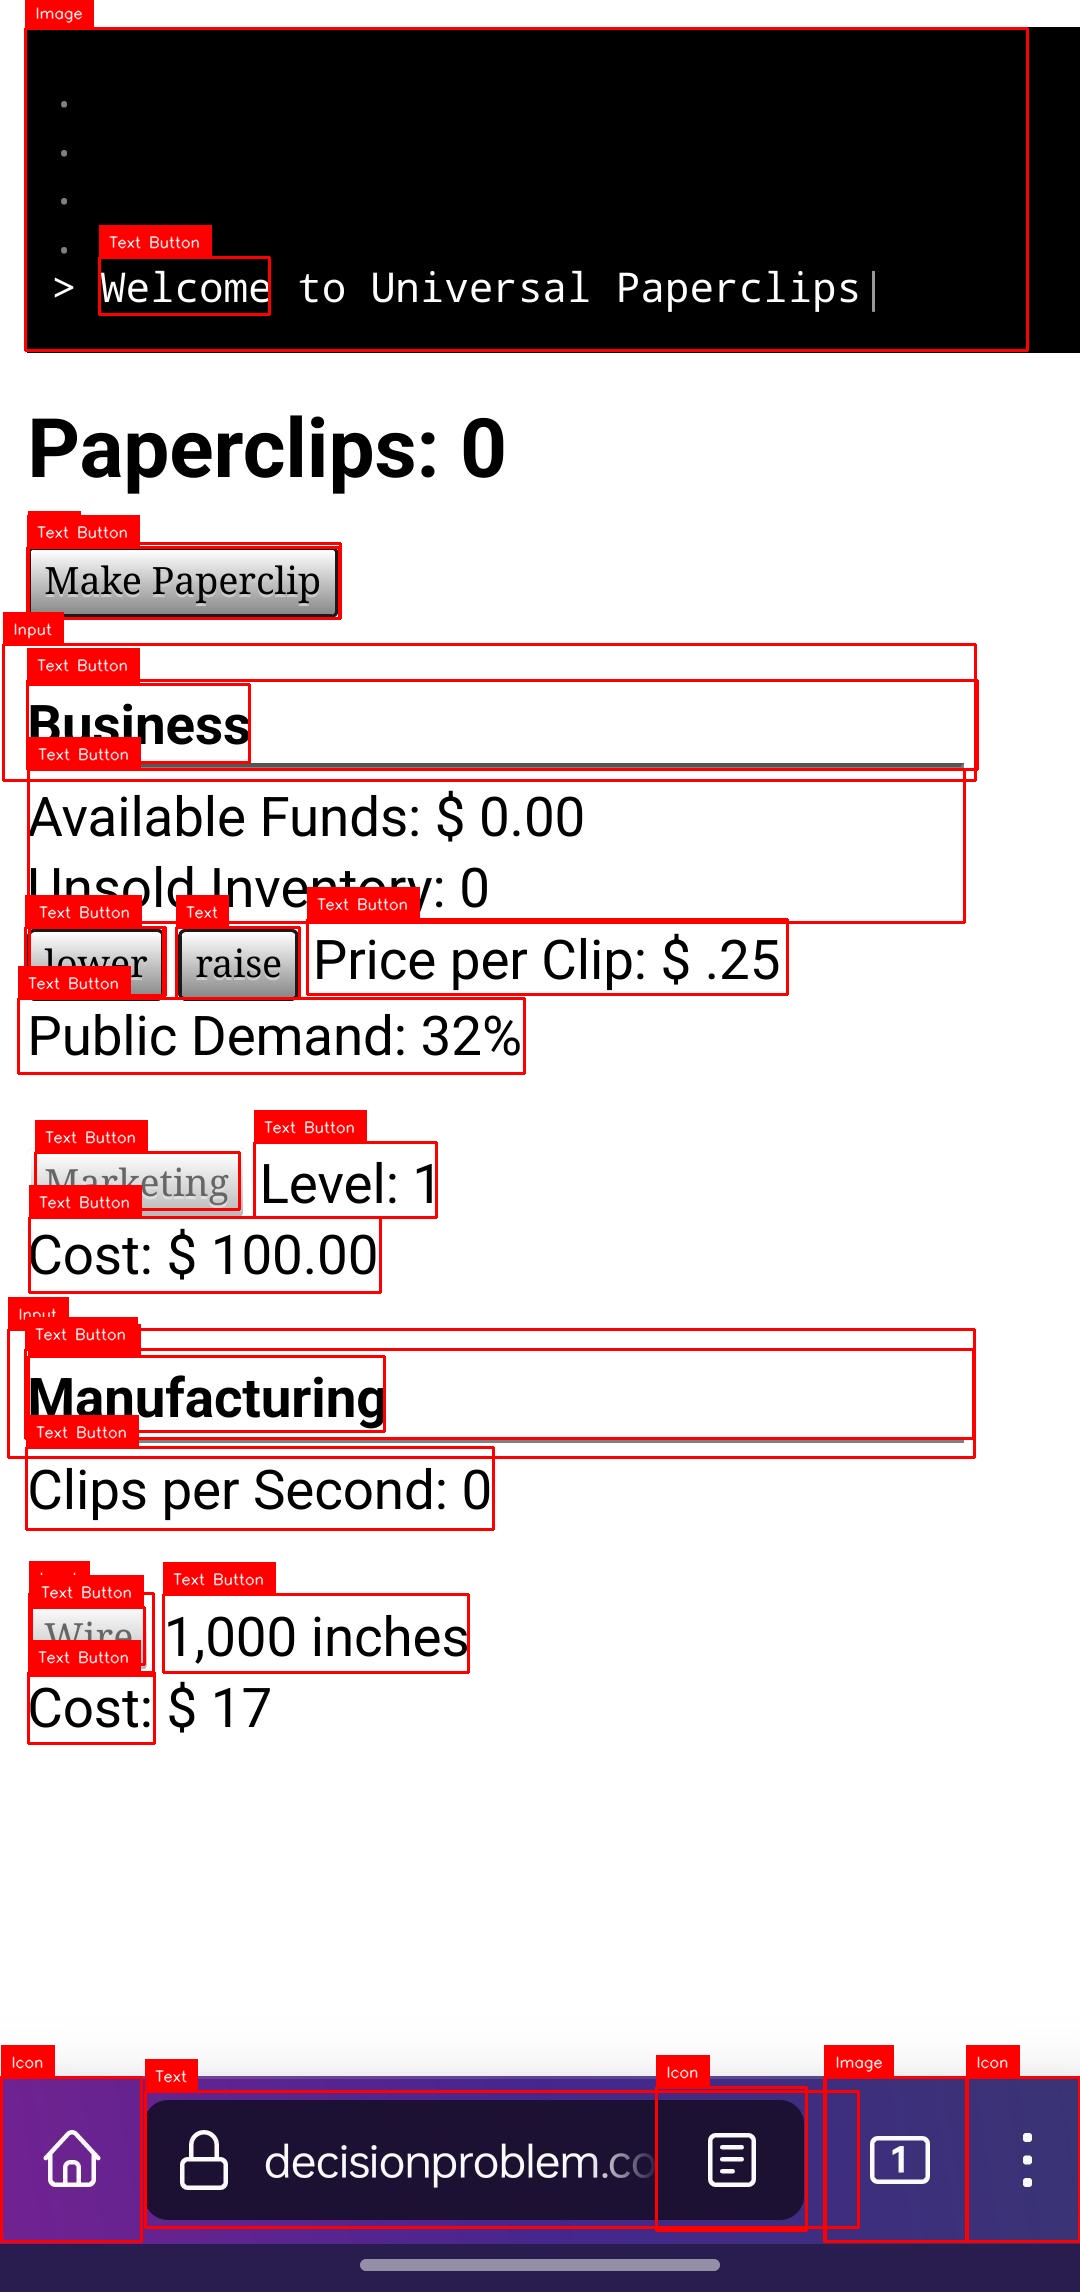 Image
Text Button
> Welcome to Universal Paperclips
Paperclips: 0
Text Button
Make Paperclip
Input
Text Button
Business
Text Button
Available Funds: $ 0.00
Unsold Inventory: 0
Text Button Text Text Button
lower raise Price per Clip: $ .25
Text Button
Public Demand: 32%
Text Button Text Button
Marketing Level: 1
Text Button
Cost: $ 100.00
Input
Text Button
Manufacturing
Text Button
Clips per Second: 0
Text Button Text Button
Wire 1,000 inches
Text Button
Cost: $ 17
Icon Text Icon Image Icon
decisionproblem.co
1